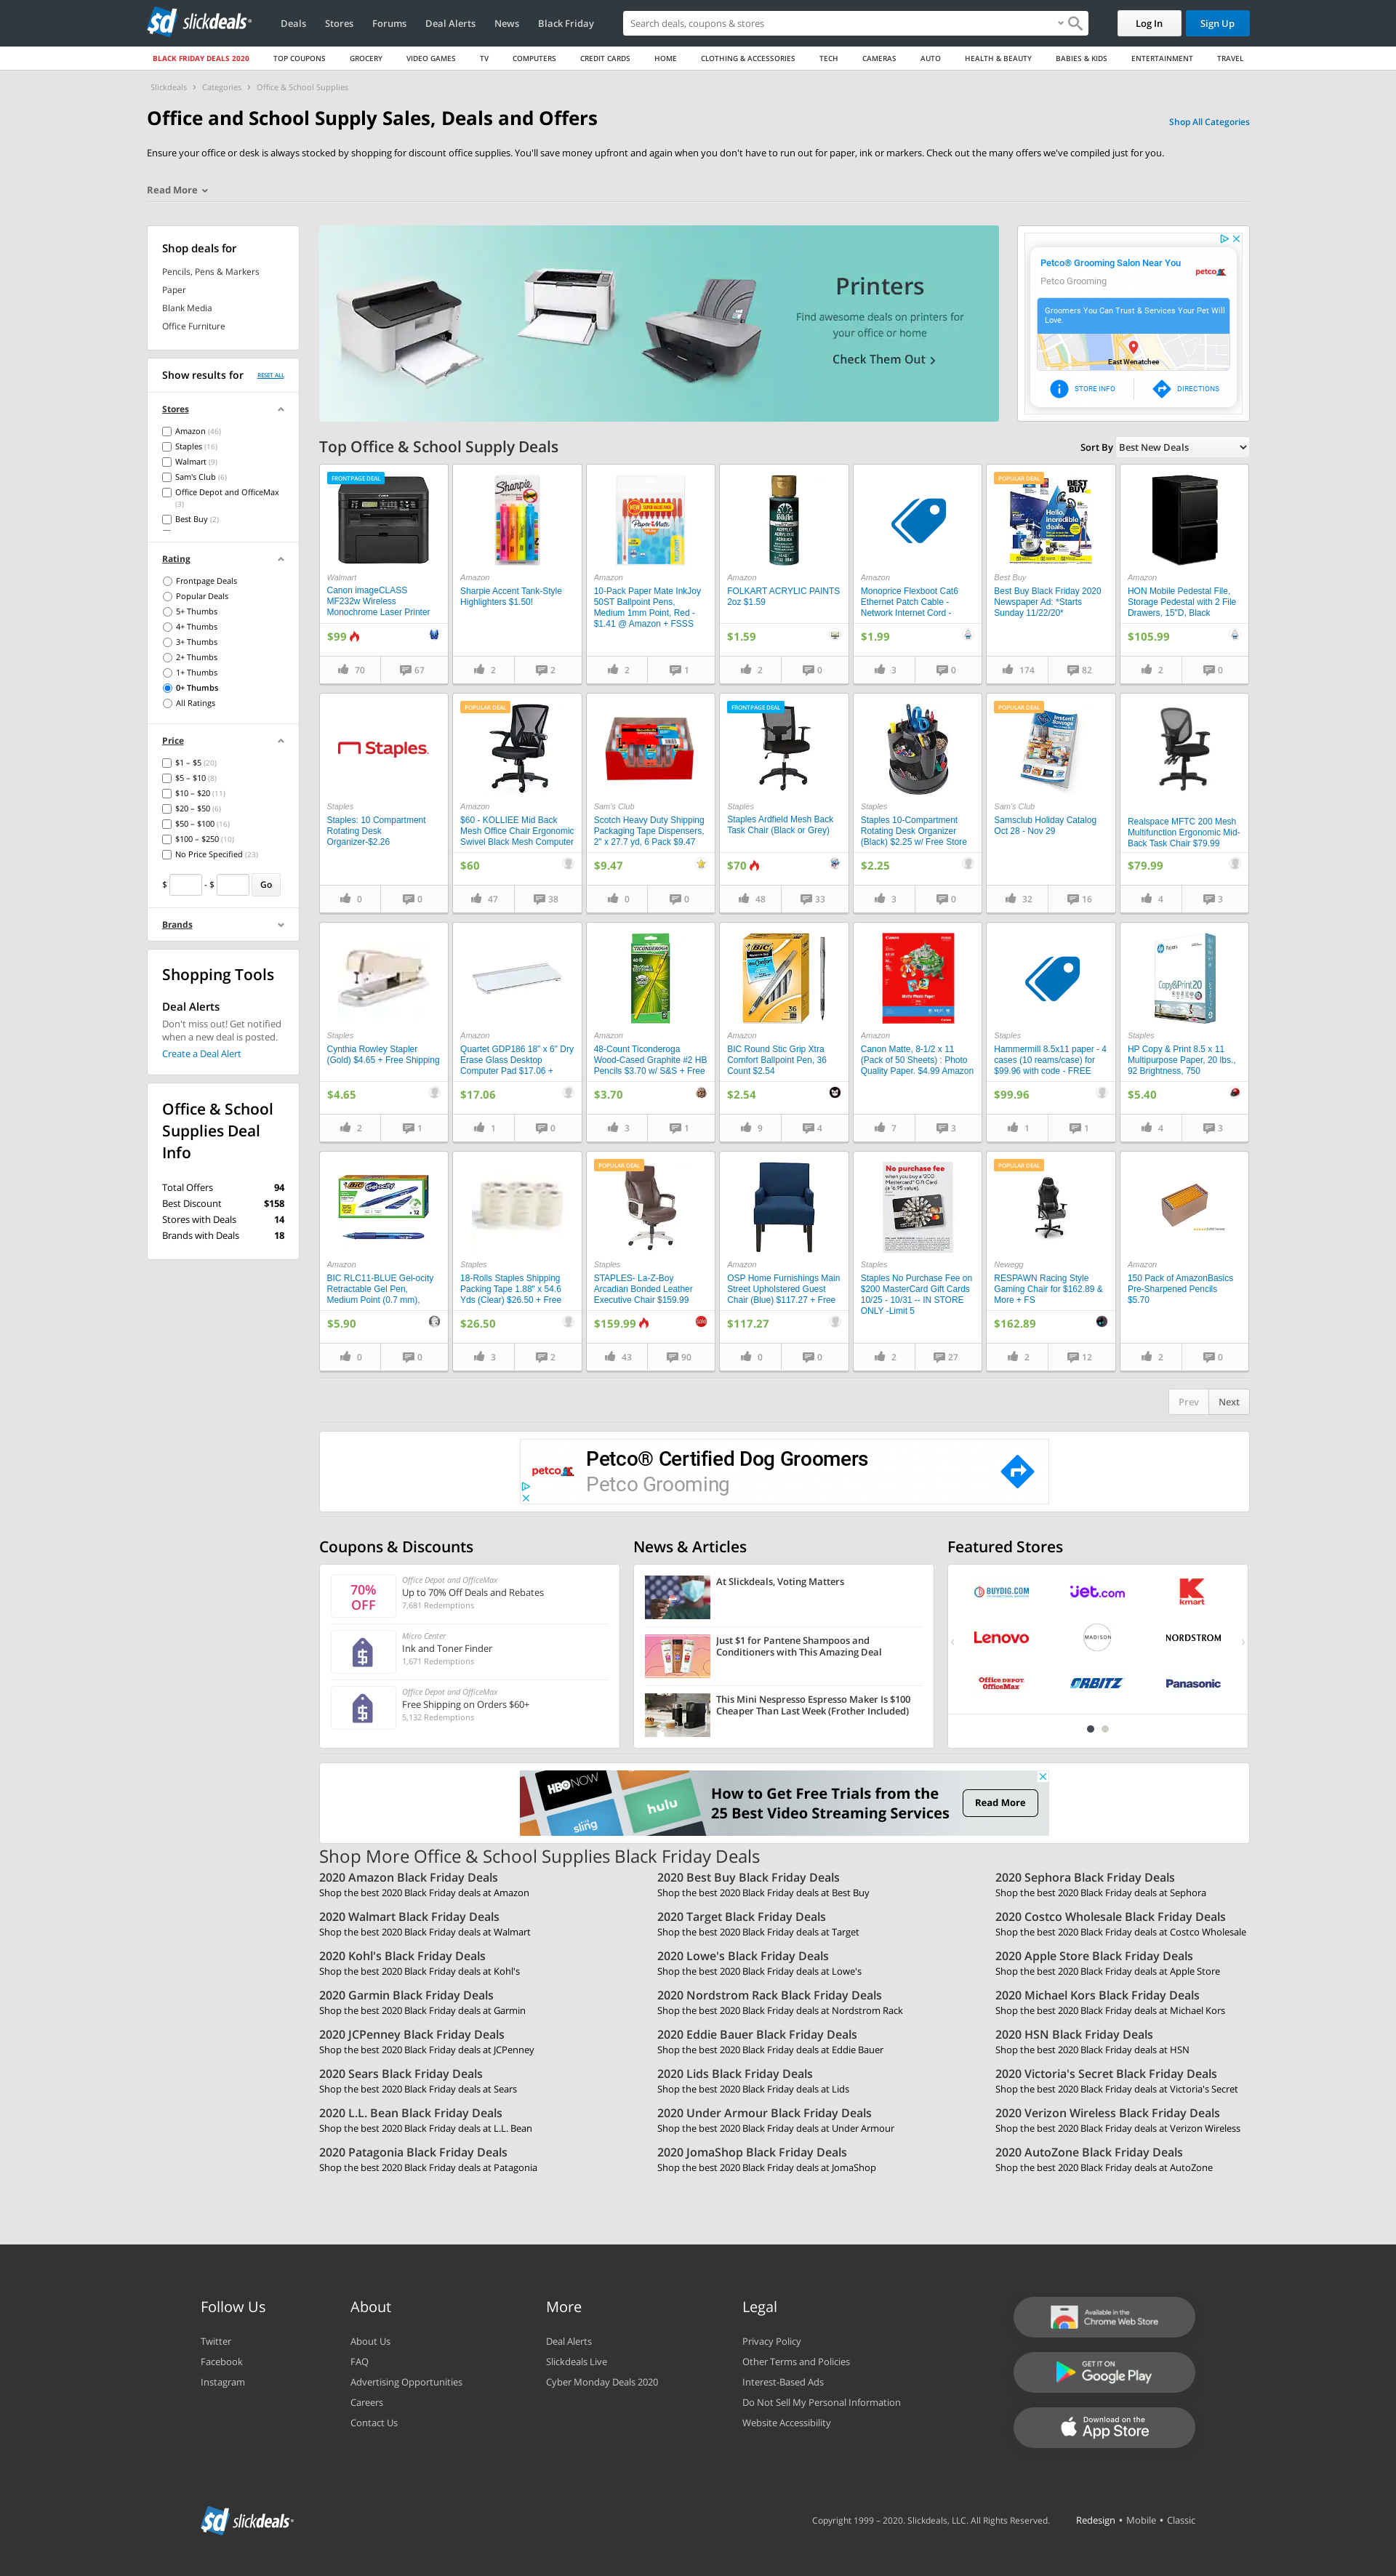 slickdeals
Deals
Stores
Forums
Deal Alerts
News
Black Friday
Search deals, coupons & stores
Log In
Sign Up
BLACK FRIDAY DEALS 2020
TOP COUPONS
GROCERY
VIDEO GAMES
TV
COMPUTERS
CREDIT CARDS
HOME
CLOTHING & ACCESSORIES
TECH
CAMERAS
AUTO
HEALTH & BEAUTY
BABIES & KIDS
ENTERTAINMENT
TRAVEL
Slickdeals › Categories › Office & School Supplies
Office and School Supply Sales, Deals and Offers
Shop All Categories
Ensure your office or desk is always stocked by shopping for discount office supplies. You'll save money upfront and again when you don't have to run out for paper, ink or markers. Check out the many offers we've compiled just for you.
Read More
Shop deals for
Pencils, Pens & Markers
Paper
Blank Media
Office Furniture
Show results for
RESET ALL
Stores
Amazon (46)
Staples (16)
Walmart (9)
Sam's Club (6)
Office Depot and OfficeMax
(3)
Best Buy (2)
Rating
Frontpage Deals
Popular Deals
5+ Thumbs
4+ Thumbs
3+ Thumbs
2+ Thumbs
1+ Thumbs
0+ Thumbs
All Ratings
Price
$1 – $5 (20)
$5 – $10 (8)
$10 – $20 (11)
$20 – $50 (6)
$50 – $100 (16)
$100 – $250 (10)
No Price Specified (23)
$ - $ Go
Brands
Shopping Tools
Deal Alerts
Don't miss out! Get notified
when a new deal is posted.
Create a Deal Alert
Office & School
Supplies Deal
Info
Total Offers 94
Best Discount $158
Stores with Deals 14
Brands with Deals 18
Printers
Find awesome deals on printers for
your office or home
Check Them Out
Petco® Grooming Salon Near You
Petco Grooming
petco
Groomers You Can Trust & Services Your Pet Will
Love.
East Wenatchee
STORE INFO
DIRECTIONS
Top Office & School Supply Deals
Sort By Best New Deals
FRONTPAGE DEAL
Walmart
Canon imageCLASS
MF232w Wireless
Monochrome Laser Printer
$99
70
67
Sharpie
Amazon
Sharpie Accent Tank-Style
Highlighters $1.50!
2
2
Paper Mate
Amazon
10-Pack Paper Mate InkJoy
50ST Ballpoint Pens,
Medium 1mm Point, Red -
$1.41 @ Amazon + FSSS
2
1
FolkArt
ACRYLIC
Amazon
FOLKART ACRYLIC PAINTS
2oz $1.59
$1.59
2
0
Amazon
Monoprice Flexboot Cat6
Ethernet Patch Cable -
Network Internet Cord -
$1.99
3
0
POPULAR DEAL
BEST BUY
Hello,
incredible
deals.
Best Buy
Best Buy Black Friday 2020
Newspaper Ad: *Starts
Sunday 11/22/20*
174
82
Amazon
HON Mobile Pedestal File,
Storage Pedestal with 2 File
Drawers, 15"D, Black
$105.99
2
0
Staples
Staples
Staples: 10 Compartment
Rotating Desk
Organizer-$2.26
0
0
POPULAR DEAL
Amazon
$60 - KOLLIEE Mid Back
Mesh Office Chair Ergonomic
Swivel Black Mesh Computer
$60
47
38
Sam's Club
Scotch Heavy Duty Shipping
Packaging Tape Dispensers,
2" x 27.7 yd, 6 Pack $9.47
$9.47
0
0
FRONTPAGE DEAL
Staples
Staples Ardfield Mesh Back
Task Chair (Black or Grey)
$70
48
33
Staples
Staples 10-Compartment
Rotating Desk Organizer
(Black) $2.25 w/ Free Store
$2.25
3
0
POPULAR DEAL
Instant
Savings
Sam's Club
Samsclub Holiday Catalog
Oct 28 - Nov 29
32
16
Realspace MFTC 200 Mesh
Multifunction Ergonomic Mid-
Back Task Chair $79.99
$79.99
4
3
Staples
Cynthia Rowley Stapler
(Gold) $4.65 + Free Shipping
$4.65
2
1
Amazon
Quartet GDP186 18" x 6" Dry
Erase Glass Desktop
Computer Pad $17.06 +
$17.06
1
0
TICONDEROGA
Amazon
48-Count Ticonderoga
Wood-Cased Graphite #2 HB
Pencils $3.70 w/ S&S + Free
$3.70
3
1
BIC
36
Amazon
BIC Round Stic Grip Xtra
Comfort Ballpoint Pen, 36
Count $2.54
$2.54
9
4
Canon
Matte Photo Paper
Amazon
Canon Matte, 8-1/2 x 11
(Pack of 50 Sheets) : Photo
Quality Paper. $4.99 Amazon
7
3
Staples
Hammermill 8.5x11 paper - 4
cases (10 reams/case) for
$99.96 with code - FREE
$99.96
1
1
Copy&Print20
Staples
HP Copy & Print 8.5 x 11
Multipurpose Paper, 20 lbs.,
92 Brightness, 750
$5.40
4
3
BIC Gelocity
12
Amazon
BIC RLC11-BLUE Gel-ocity
Retractable Gel Pen,
Medium Point (0.7 mm),
$5.90
0
0
Staples
18-Rolls Staples Shipping
Packing Tape 1.88" x 54.6
Yds (Clear) $26.50 + Free
$26.50
3
2
POPULAR DEAL
Staples
STAPLES- La-Z-Boy
Arcadian Bonded Leather
Executive Chair $159.99
$159.99
43
90
Amazon
OSP Home Furnishings Main
Street Upholstered Guest
Chair (Blue) $117.27 + Free
$117.27
0
0
No purchase fee
when you buy a $200
Mastercard® Gift Card
(a $6.95 value).
Staples
Staples No Purchase Fee on
$200 MasterCard Gift Cards
10/25 - 10/31 -- IN STORE
ONLY -Limit 5
2
27
POPULAR DEAL
Newegg
RESPAWN Racing Style
Gaming Chair for $162.89 &
More + FS
$162.89
2
12
Amazon
150 Pack of AmazonBasics
Pre-Sharpened Pencils
$5.70
2
0
Prev
Next
petco
Petco® Certified Dog Groomers
Petco Grooming
Coupons & Discounts
70%
OFF
Office Depot and OfficeMax
Up to 70% Off Deals and Rebates
7,681 Redemptions
Micro Center
Ink and Toner Finder
1,671 Redemptions
Office Depot and OfficeMax
Free Shipping on Orders $60+
5,132 Redemptions
News & Articles
At Slickdeals, Voting Matters
Just $1 for Pantene Shampoos and
Conditioners with This Amazing Deal
This Mini Nespresso Espresso Maker Is $100
Cheaper Than Last Week (Frother Included)
Featured Stores
BUYDIG.COM
jet.com
kmart
Lenovo
MADISON
NORDSTROM
Office DEPOT
OfficeMax
ORBITZ
Panasonic
HBO NOW
hulu
sling
How to Get Free Trials from the
25 Best Video Streaming Services
Read More
Shop More Office & School Supplies Black Friday Deals
2020 Amazon Black Friday Deals
Shop the best 2020 Black Friday deals at Amazon
2020 Best Buy Black Friday Deals
Shop the best 2020 Black Friday deals at Best Buy
2020 Sephora Black Friday Deals
Shop the best 2020 Black Friday deals at Sephora
2020 Walmart Black Friday Deals
Shop the best 2020 Black Friday deals at Walmart
2020 Target Black Friday Deals
Shop the best 2020 Black Friday deals at Target
2020 Costco Wholesale Black Friday Deals
Shop the best 2020 Black Friday deals at Costco Wholesale
2020 Kohl's Black Friday Deals
Shop the best 2020 Black Friday deals at Kohl's
2020 Lowe's Black Friday Deals
Shop the best 2020 Black Friday deals at Lowe's
2020 Apple Store Black Friday Deals
Shop the best 2020 Black Friday deals at Apple Store
2020 Garmin Black Friday Deals
Shop the best 2020 Black Friday deals at Garmin
2020 Nordstrom Rack Black Friday Deals
Shop the best 2020 Black Friday deals at Nordstrom Rack
2020 Michael Kors Black Friday Deals
Shop the best 2020 Black Friday deals at Michael Kors
2020 JCPenney Black Friday Deals
Shop the best 2020 Black Friday deals at JCPenney
2020 Eddie Bauer Black Friday Deals
Shop the best 2020 Black Friday deals at Eddie Bauer
2020 HSN Black Friday Deals
Shop the best 2020 Black Friday deals at HSN
2020 Sears Black Friday Deals
Shop the best 2020 Black Friday deals at Sears
2020 Lids Black Friday Deals
Shop the best 2020 Black Friday deals at Lids
2020 Victoria's Secret Black Friday Deals
Shop the best 2020 Black Friday deals at Victoria's Secret
2020 L.L. Bean Black Friday Deals
Shop the best 2020 Black Friday deals at L.L. Bean
2020 Under Armour Black Friday Deals
Shop the best 2020 Black Friday deals at Under Armour
2020 Verizon Wireless Black Friday Deals
Shop the best 2020 Black Friday deals at Verizon Wireless
2020 Patagonia Black Friday Deals
Shop the best 2020 Black Friday deals at Patagonia
2020 JomaShop Black Friday Deals
Shop the best 2020 Black Friday deals at JomaShop
2020 AutoZone Black Friday Deals
Shop the best 2020 Black Friday deals at AutoZone
Follow Us
Twitter
Facebook
Instagram
About
About Us
FAQ
Advertising Opportunities
Careers
Contact Us
More
Deal Alerts
Slickdeals Live
Cyber Monday Deals 2020
Legal
Privacy Policy
Other Terms and Policies
Interest-Based Ads
Do Not Sell My Personal Information
Website Accessibility
Available in the
Chrome Web Store
GET IT ON
Google Play
Download on the
App Store
slickdeals
Copyright 1999 – 2020. Slickdeals, LLC. All Rights Reserved.
Redesign • Mobile • Classic